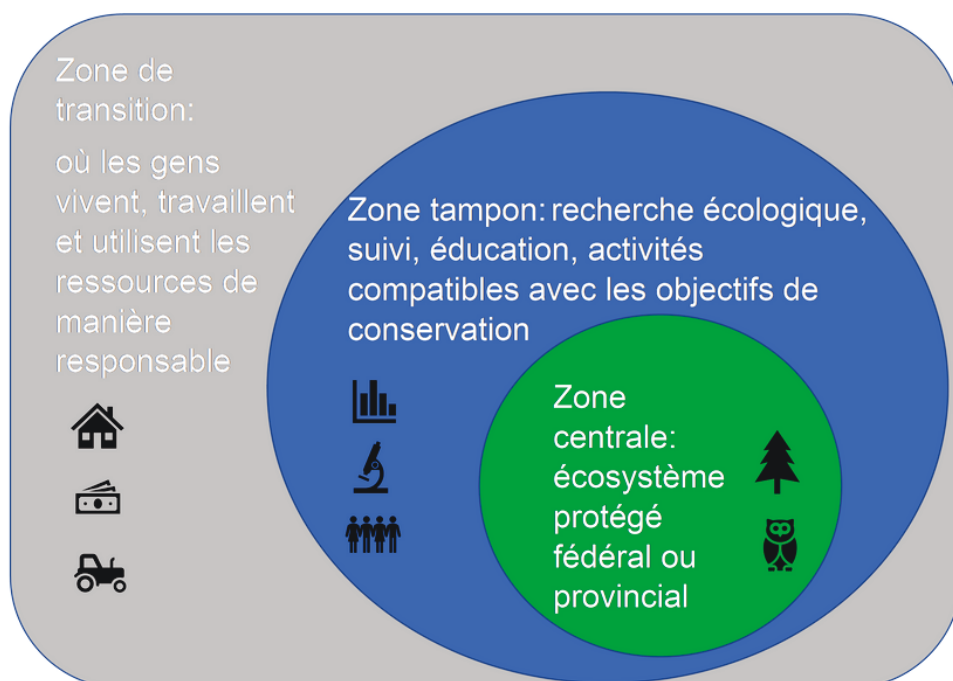 Zone de
transition:
où les gens
vivent, travaillent
et utilisent les
ressources de
manière
responsable
Zone tampon: recherche écologique,
suivi, éducation, activités
compatibles avec les objectifs de
conservation
Zone
centrale:
écosystème
protégé
fédéral ou
provincial